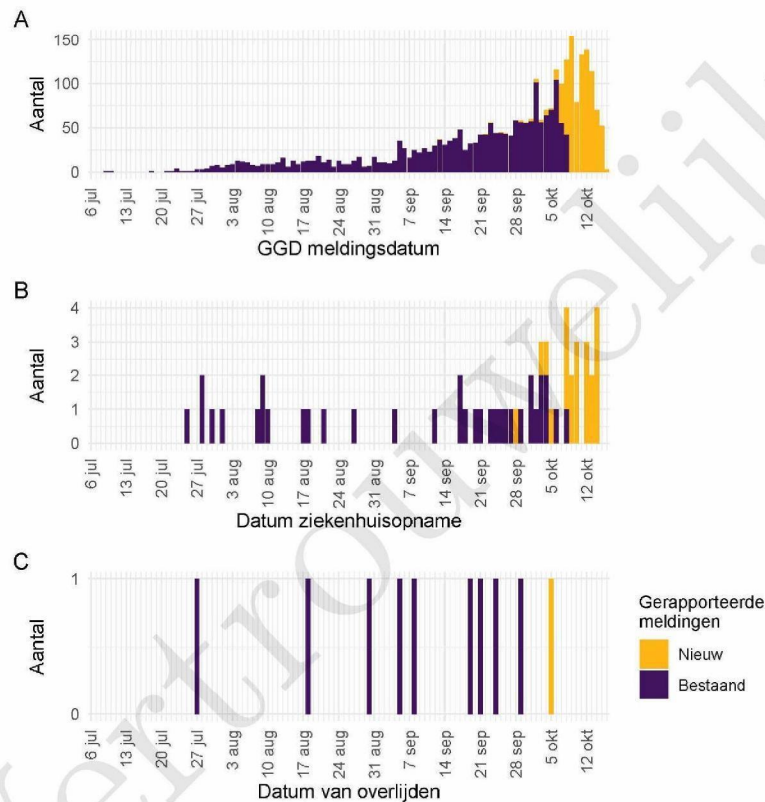 A
150
100
50
0
Aantal
6 jul
13 jul
20 jul
27 jul
3 aug
10 aug
17 aug
24 aug
31 aug
7 sep
14 sep
21 sep
28 sep
5 okt
12 okt
GGD meldingsdatum
B
4
3
2
1
0
Aantal
6 jul
13 jul
20 jul
27 jul
3 aug
10 aug
17 aug
24 aug
31 aug
7 sep
14 sep
21 sep
28 sep
5 okt
12 okt
Datum ziekenhuisopname
C
1
0
Aantal
6 jul
13 jul
20 jul
27 jul
3 aug
10 aug
17 aug
24 aug
31 aug
7 sep
14 sep
21 sep
28 sep
5 okt
12 okt
Datum van overlijden
Gerapporteerde
meldingen
Nieuw
Bestaand